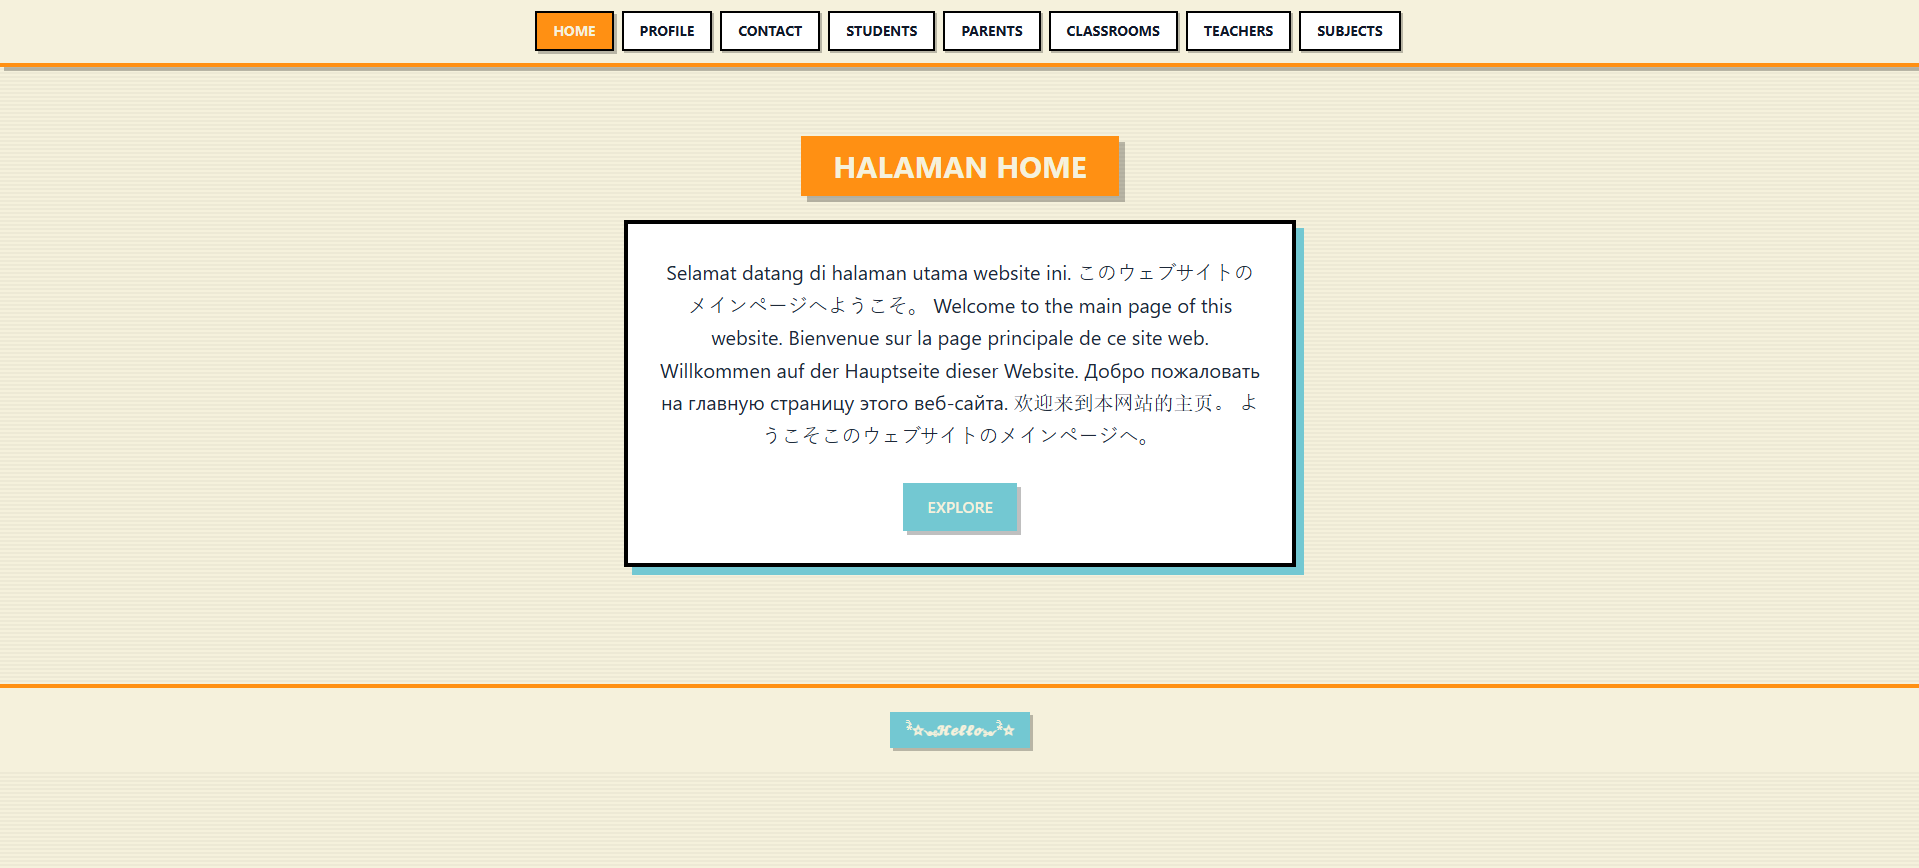 HOME PROFILE CONTACT STUDENTS PARENTS CLASSROOMS TEACHERS SUBJECTS
HALAMAN HOME
Selamat datang di halaman utama website ini. このウェブサイトの
メインページへようこそ。 Welcome to the main page of this
website. Bienvenue sur la page principale de ce site web.
Willkommen auf der Hauptseite dieser Website. Добро пожаловать
на главную страницу этого веб-сайта. 欢迎来到本网站的主页。 よ
うこそこのウェブサイトのメインページへ。
EXPLORE
𝓗𝓮𝓵𝓵𝓸